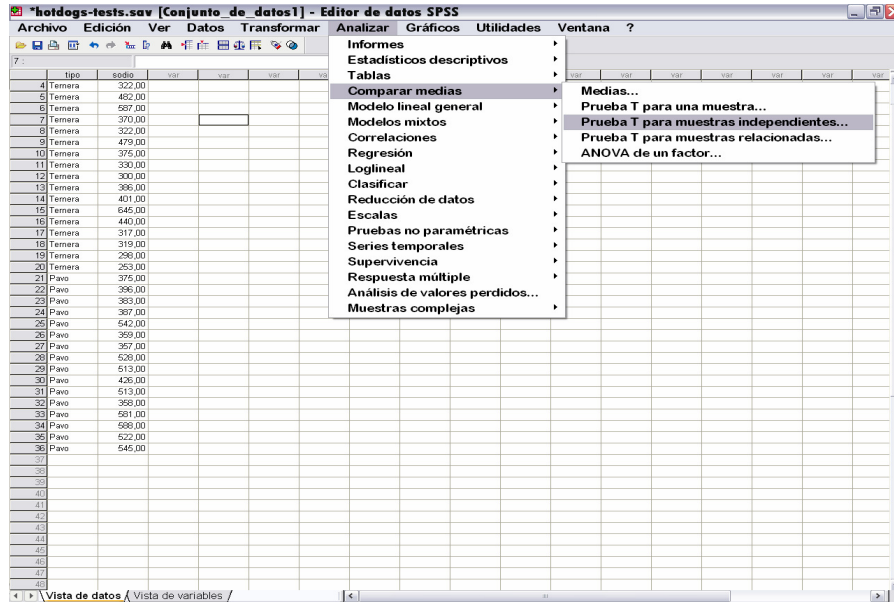 *hotdogs-tests.sav [Conjunto_de_datos1] - Editor de datos SPSS
Archivo Edición Ver Datos Transformar Analizar Gráficos Utilidades Ventana ?
7 :
tipo sodio var var var va var var var var var var
4 Ternera 322,00
5 Ternera 482,00
6 Ternera 587,00
7 Ternera 370,00
8 Ternera 322,00
9 Ternera 479,00
10 Ternera 375,00
11 Ternera 330,00
12 Ternera 300,00
13 Ternera 386,00
14 Ternera 401,00
15 Ternera 645,00
16 Ternera 440,00
17 Ternera 317,00
18 Ternera 319,00
19 Ternera 298,00
20 Ternera 253,00
21 Pavo 375,00
22 Pavo 396,00
23 Pavo 383,00
24 Pavo 387,00
25 Pavo 542,00
26 Pavo 359,00
27 Pavo 357,00
28 Pavo 528,00
29 Pavo 513,00
30 Pavo 426,00
31 Pavo 513,00
32 Pavo 358,00
33 Pavo 581,00
34 Pavo 588,00
35 Pavo 522,00
36 Pavo 545,00
37
38
39
40
41
42
43
44
45
46
47
48
Informes
Estadísticos descriptivos
Tablas
Comparar medias
Modelo lineal general
Modelos mixtos
Correlaciones
Regresión
Loglineal
Clasificar
Reducción de datos
Escalas
Pruebas no paramétricas
Series temporales
Supervivencia
Respuesta múltiple
Análisis de valores perdidos...
Muestras complejas
Medias...
Prueba T para una muestra...
Prueba T para muestras independientes...
Prueba T para muestras relacionadas...
ANOVA de un factor...
Vista de datos Vista de variables